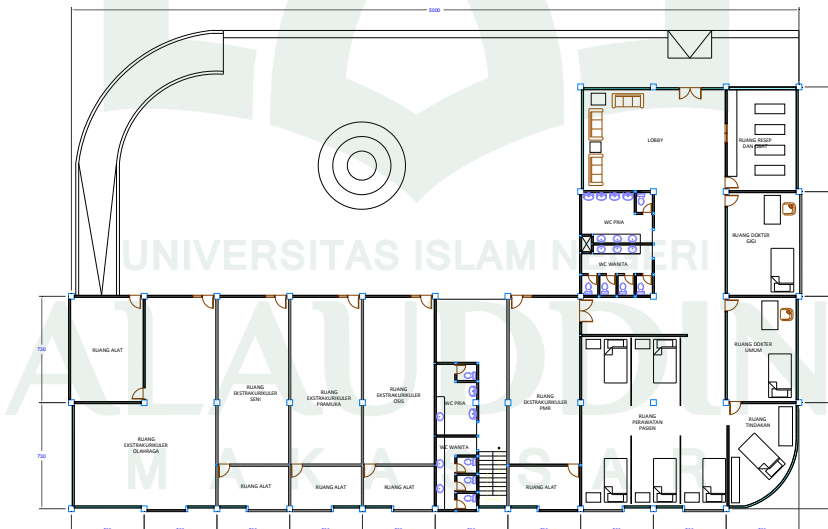 5000
LOBBY
RUANG RESEP
DAN OBAT
WC PRIA
RUANG DOKTER
GIGI
UNIVERSITAS ISLAM NEGERI
WC WANITA
ALAUDDIN
730
RUANG ALAT
RUANG DOKTER
UMUM
RUANG
EKSTRAKURIKULER
SENI
RUANG
EKSTRAKURIKULER
PRAMUKA
RUANG
EKSTRAKURIKULER
OSIS
RUANG
EKSTRAKURIKULER
PMR
WC PRIA
RUANG
PERAWATAN
PASIEN
RUANG
TINDAKAN
RUANG
EKSTRAKURIKULER
OLAHRAGA
WC WANITA
730
MAKASSAR
RUANG ALAT
RUANG ALAT
RUANG ALAT
RUANG ALAT